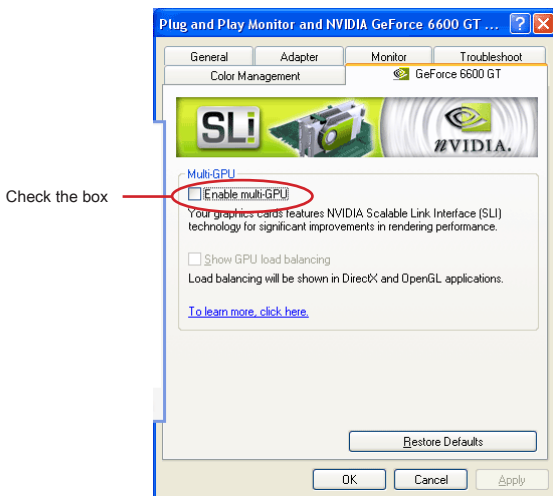 Plug and Play Monitor and NVIDIA GeForce 6600 GT ...
General Adapter Monitor Troubleshoot
Color Management GeForce 6600 GT
SLI nVIDIA.
Multi-GPU
Check the box
Enable multi-GPU
Your graphics cards features NVIDIA Scalable Link Interface (SLI)
technology for significant improvements in rendering performance.
Show GPU load balancing
Load balancing will be shown in DirectX and OpenGL applications.
To learn more, click here.
Restore Defaults
OK Cancel Apply